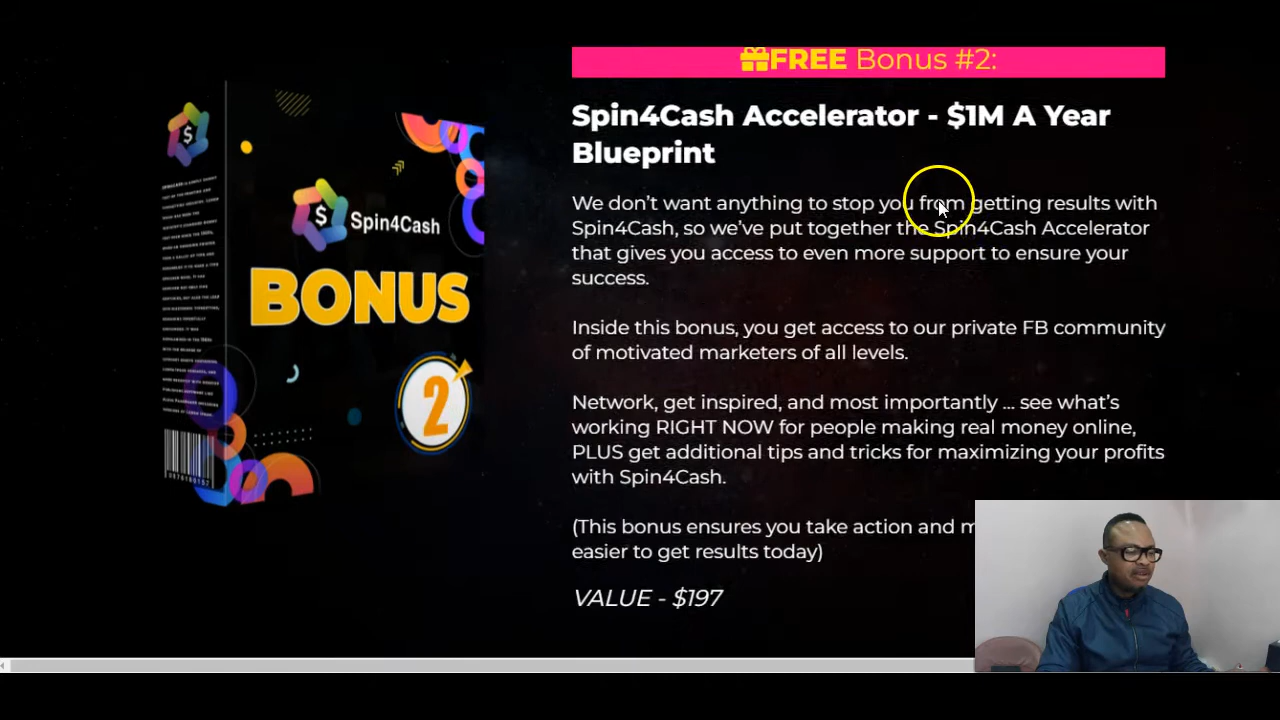 FREE Bonus #2:
Spin4Cash Accelerator - $1M A Year
Blueprint
We don't want anything to stop you from getting results with
Spin4Cash, so we've put together the Spin4Cash Accelerator
that gives you access to even more support to ensure your
success.
Inside this bonus, you get access to our private FB community
of motivated marketers of all levels.
Network, get inspired, and most importantly ... see what's
working RIGHT NOW for people making real money online,
PLUS get additional tips and tricks for maximizing your profits
with Spin4Cash.
(This bonus ensures you take action and
easier to get results today)
VALUE - $197
$
$ Spin4Cash
BONUS
2